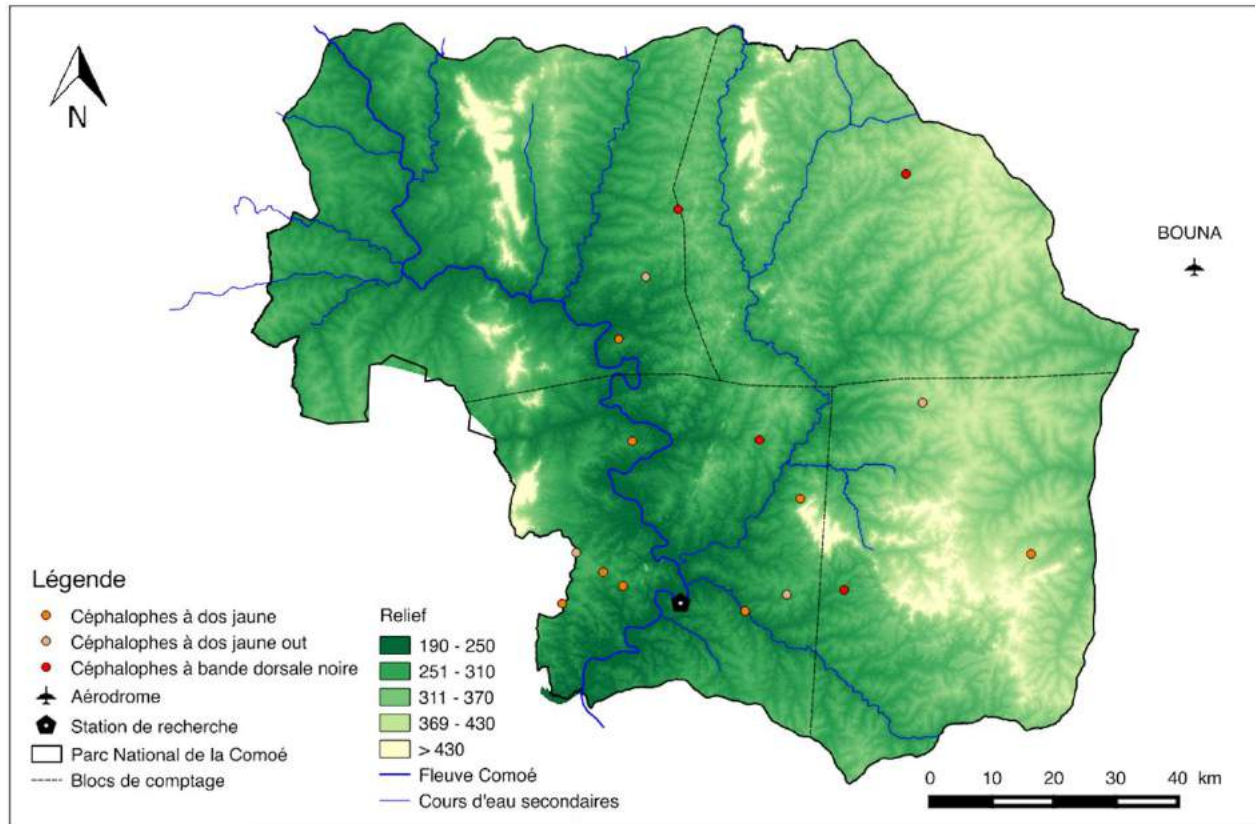 N
BOUNA
Légende
Céphalophes à dos jaune
Céphalophes à dos jaune out
Céphalophes à bande dorsale noire
Aérodrome
Station de recherche
Parc National de la Comoé
Blocs de comptage
Relief
190 - 250
251 - 310
311 - 370
369 - 430
> 430
Fleuve Comoé
Cours d'eau secondaires
0 10 20 30 40 km